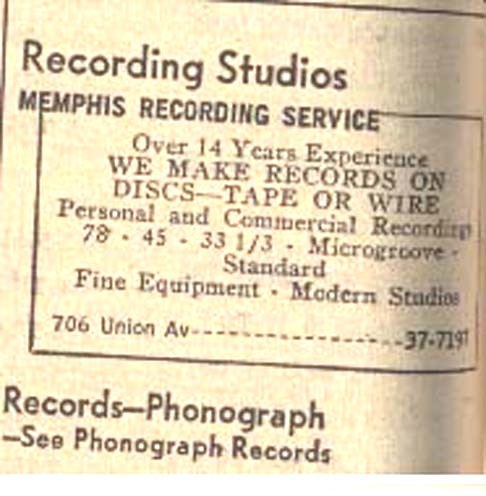 Recording Studios
MEMPHIS RECORDING SERVICE
Over 14 Years Experience
WE MAKE RECORDS ON
DISCS—TAPE OR WIRE
Personal and Commercial Recordings
78 - 45 - 33 1/3 - Microgroove -
Standard
Fine Equipment - Modern Studios
706 Union Av------------------37-7197
Records—Phonograph
—See Phonograph Records